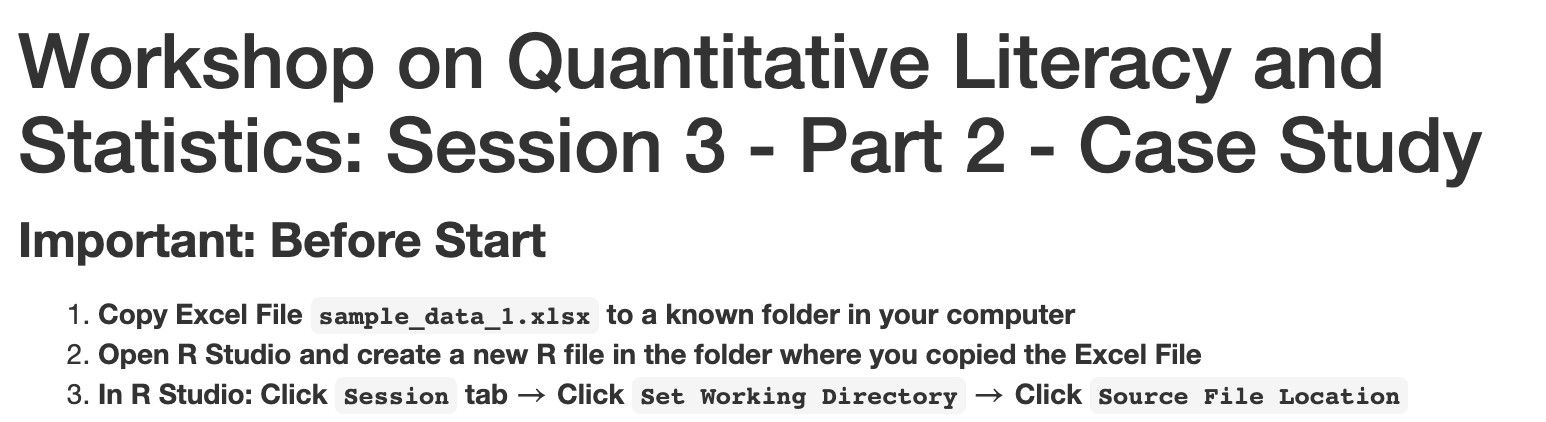 Workshop on Quantitative Literacy and
Statistics: Session 3 - Part 2 - Case Study
Important: Before Start
1. Copy Excel File sample_data_1.xlsx to a known folder in your computer
2. Open R Studio and create a new R file in the folder where you copied the Excel File
3. In R Studio: Click Session tab → Click Set Working Directory → Click Source File Location